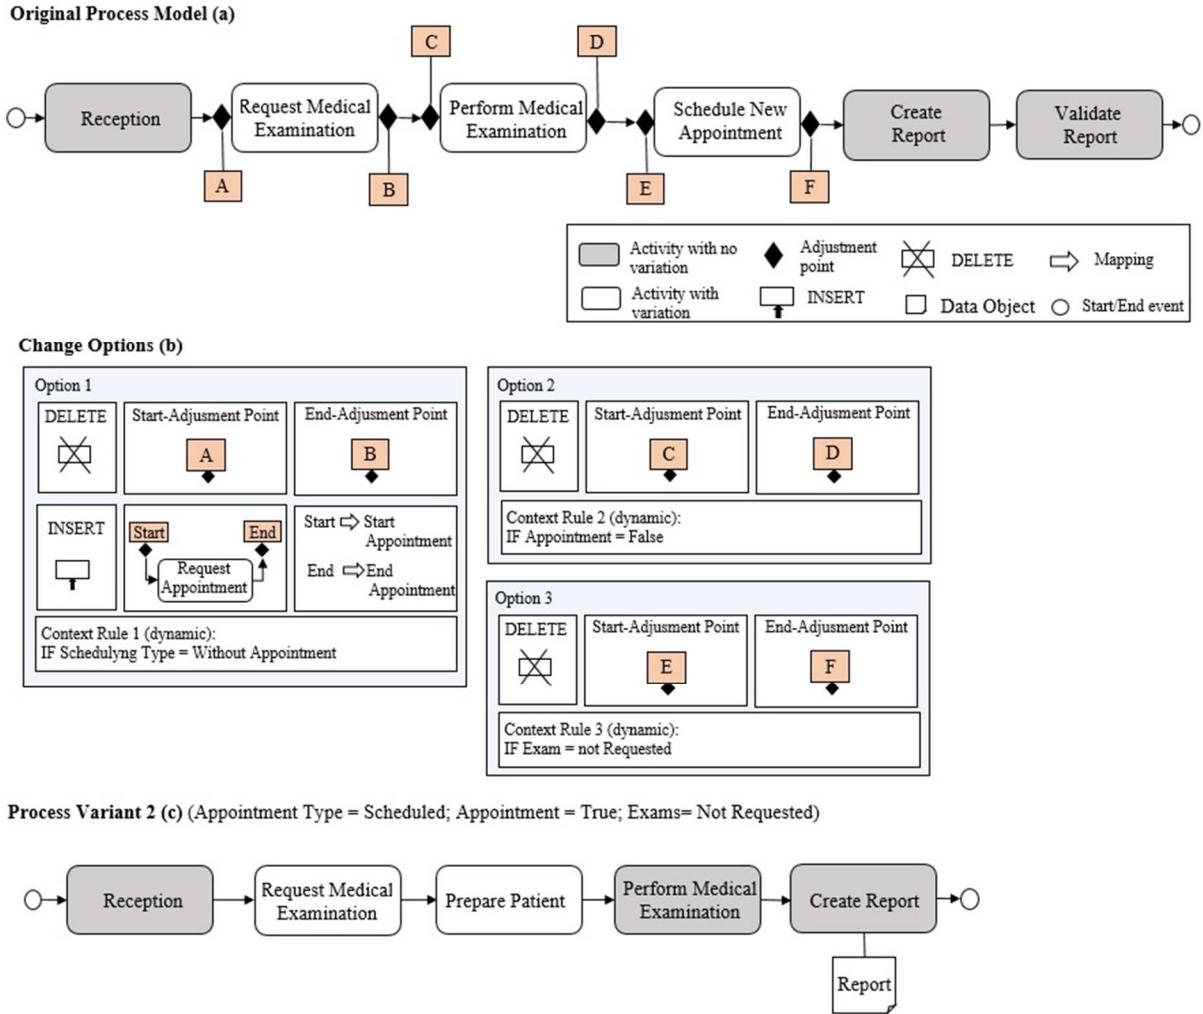 Original Process Model (a)
C
D
Reception
Request Medical
Examination
Perform Medical
Examination
Schedule New
Appointment
Create
Report
Validate
Report
A
B
E
F
Activity with no
variation
Adjustment
point
DELETE
Mapping
Activity with
variation
INSERT
Data Object
Start/End event
Change Options (b)
Option 1
DELETE
Start-Adjusment Point
End-Adjusment Point
A
B
INSERT
Start
End
Request
Appointment
Start Start
Appointment
End End
Appointment
Context Rule 1 (dynamic):
IF Schedulyng Type = Without Appointment
Option 2
DELETE
Start-Adjusment Point
End-Adjusment Point
C
D
Context Rule 2 (dynamic):
IF Appointment = False
Option 3
DELETE
Start-Adjusment Point
End-Adjusment Point
E
F
Context Rule 3 (dynamic):
IF Exam = not Requested
Process Variant 2 (c) (Appointment Type = Scheduled; Appointment = True; Exams= Not Requested)
Reception
Request Medical
Examination
Prepare Patient
Perform Medical
Examination
Create Report
Report